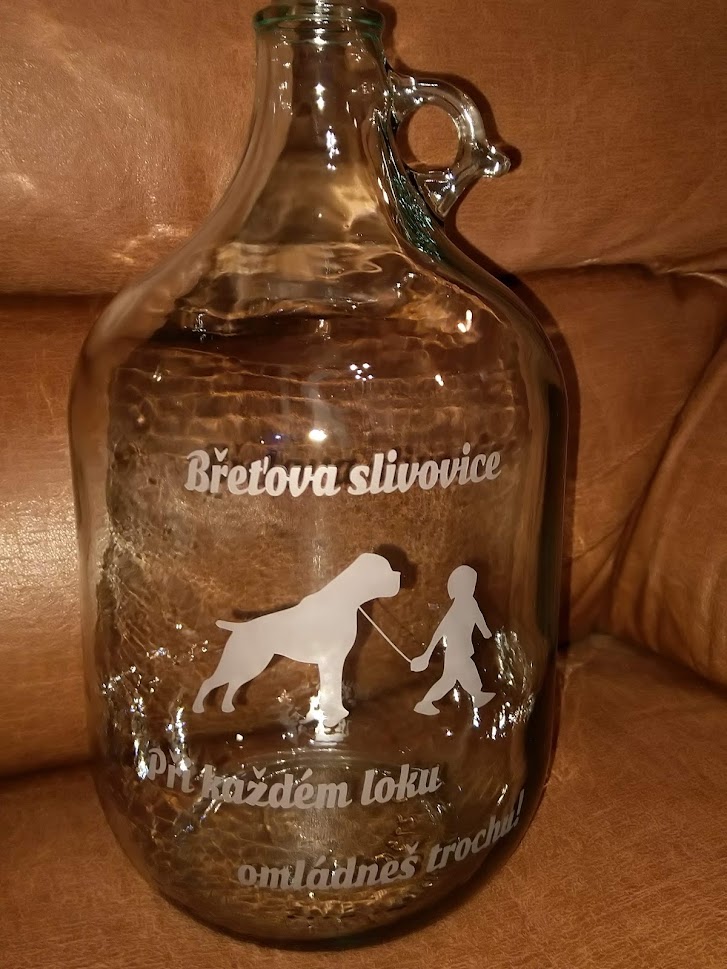 Břeťova slivovice
Při každém loku
omládneš trochu!